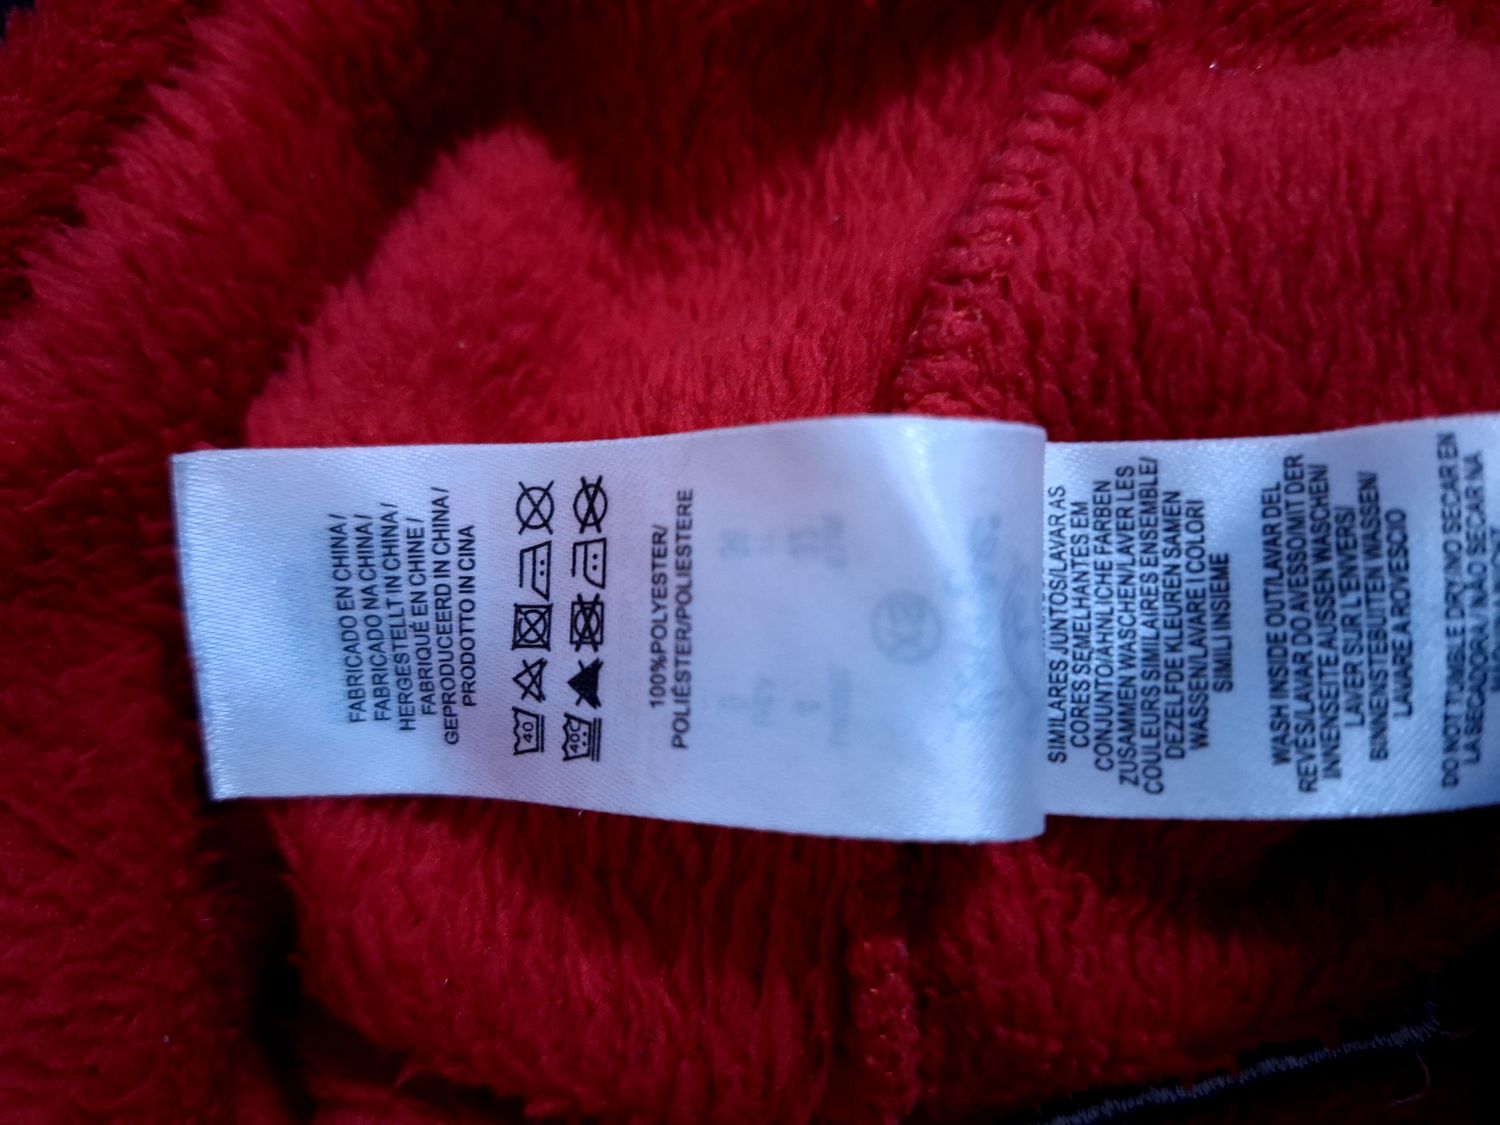 FABRICADO EN CHINA/
FABRICADO NA CHINA/
HERGESTELLT IN CHINA/
FABRIQUÉ EN CHINE/
GEPRODUCEERD IN CHINA/
PRODOTTO IN CINA
40
40
100%POLYESTER/
POLIÉSTER/POLIESTERE
SIMILARES JUNTOS/LAVAR AS
CORES SEMELHANTES EM
CONJUNTO/AHNLICHE FARBEN
ZUSAMMEN WASCHEN/LAVER LES
COULEURS SIMILAIRES ENSEMBLE/
DEZELFDE KLEUREN SAMEN
WASSEN/LAVARE I COLORI
SIMILI INSIEME
WASH INSIDE OUT/LAVAR DEL
REVÉS/LAVAR DO AVESSO/MIT DER
INNENSEITE AUSSEN WASCHEN/
LAVER SUR L'ENVERS/
BINNENSTEBUITEN WASSEN/
LAVARE A ROVESCIO
DO NOT TUMBLE DRY./NO SECAR EN
LA SECADORA/ NÃO SECAR NA